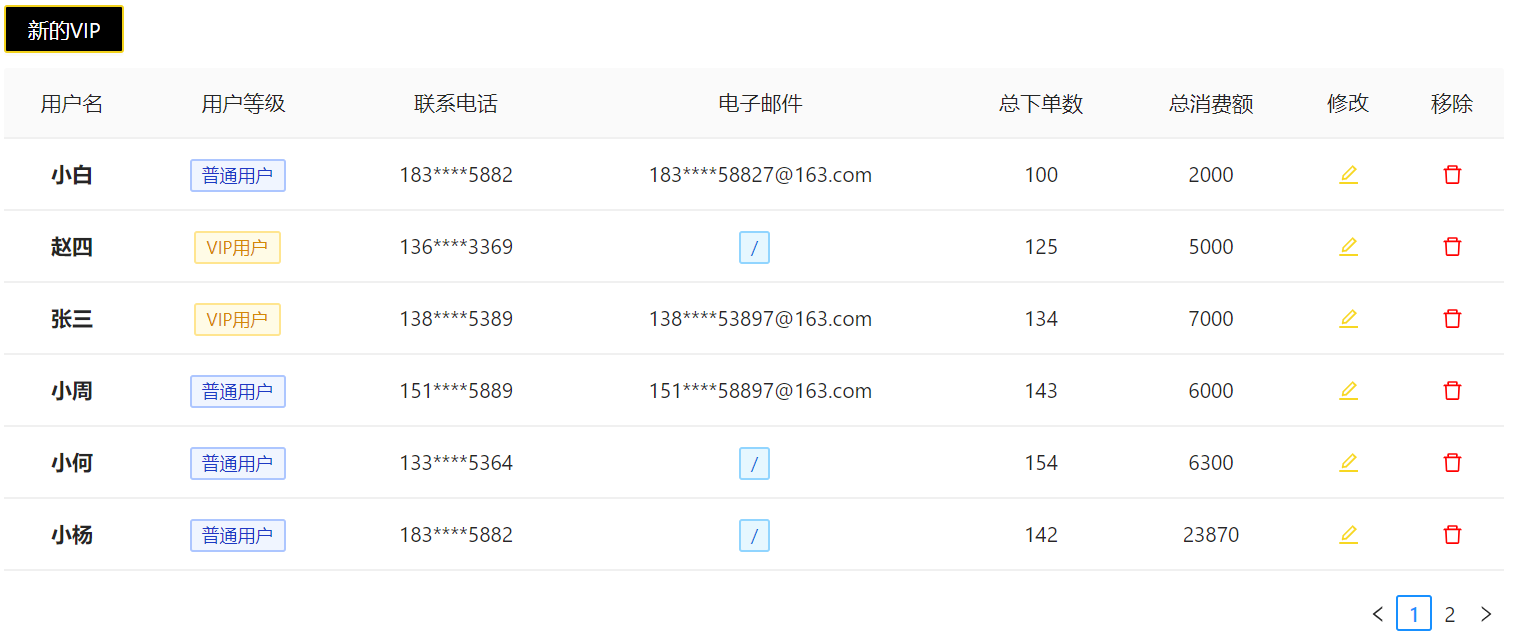 新的VIP
用户名 用户等级 联系电话 电子邮件 总下单数 总消费额 修改 移除
小白 普通用户 183****5882 183****58827@163.com 100 2000
赵四 VIP用户 136****3369 / 125 5000
张三 VIP用户 138****5389 138****53897@163.com 134 7000
小周 普通用户 151****5889 151****58897@163.com 143 6000
小何 普通用户 133****5364 / 154 6300
小杨 普通用户 183****5882 / 142 23870
< 1 2 >